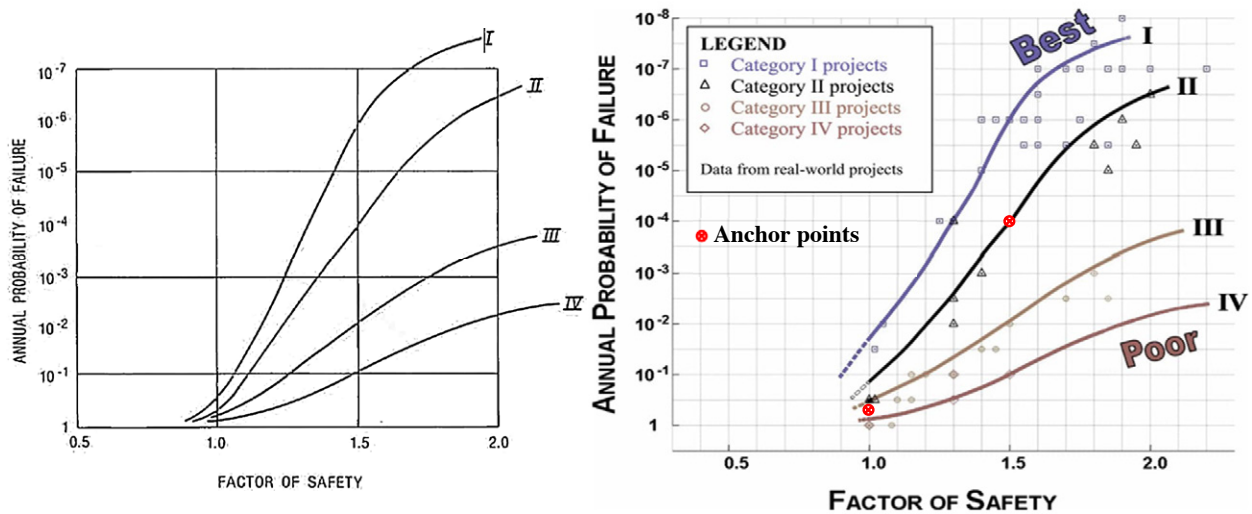 I
10-7
II
10-6
10-5
10-4
III
10-3
IV
10-2
10-1
1
0.5
1.0
1.5
2.0
ANNUAL PROBABILITY OF FAILURE
FACTOR OF SAFETY
10-8
Best
I
LEGEND
Category I projects
Category II projects
Category III projects
Category IV projects
Data from real-world projects
10-7
II
10-6
10-5
10-4
Anchor points
III
10-3
IV
10-2
Poor
10-1
1
0.5
1.0
1.5
2.0
ANNUAL PROBABILITY OF FAILURE
FACTOR OF SAFETY